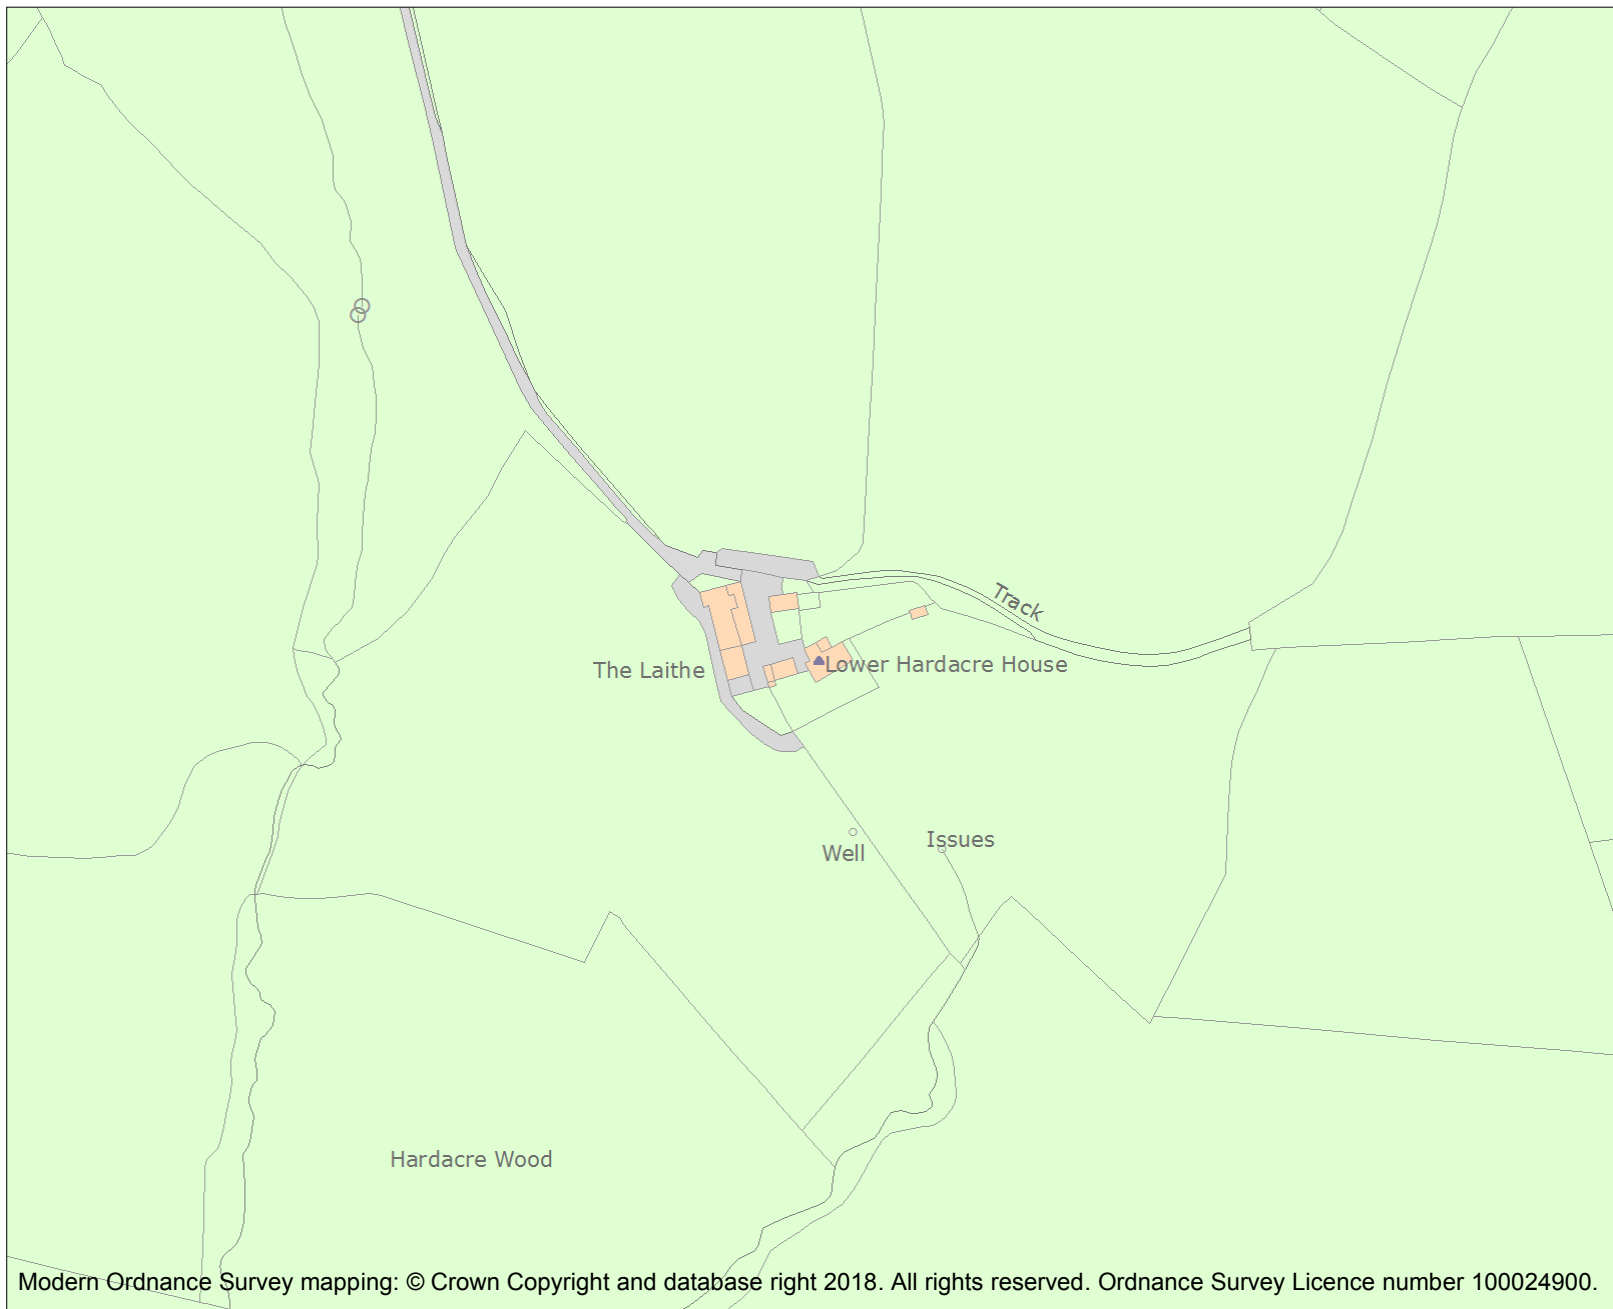 Track
The Laithe
Lower Hardacre House
Well
Issues
Hardacre Wood
Modern Ordnance Survey mapping: © Crown Copyright and database right 2018. All rights reserved. Ordnance Survey Licence number 100024900.